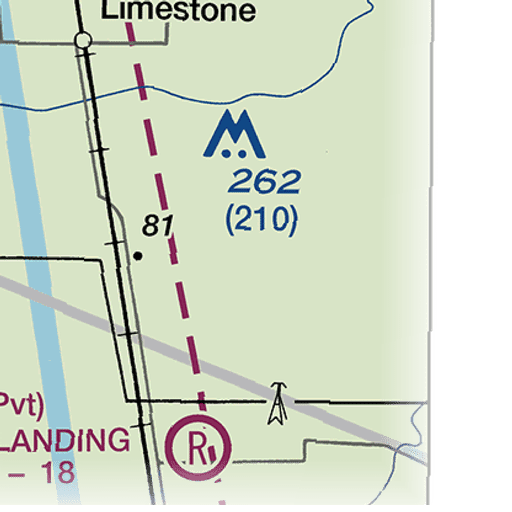 Limestone
262
(210)
81
Pvt)
LANDING
R
– 18